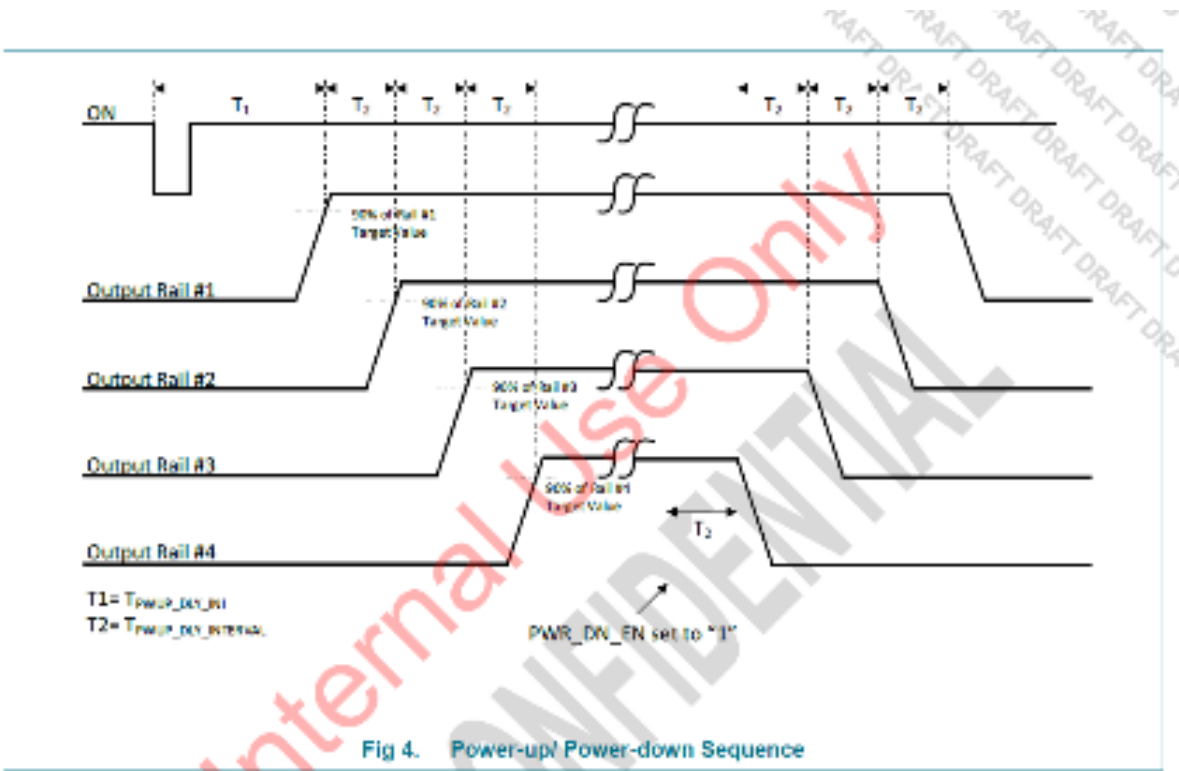 DRAFT DRAFT DRAFT DRAFT
ON
T1 T2 T2 T2 T2 T2 T2
90% of Rail #1
Target Value
Output Rail #1
90% of Rail #2
Target Value
Output Rail #2
90% of Rail #3
Target Value
Output Rail #3
90% of Rail #4
Target Value
T2
Output Rail #4
T1= TPWUP_DLY_INI
T2= TPWUP_DLY_INTERVAL
PWR_DN_EN set to "1"
Internal Use Only
CONFIDENTIAL
Fig 4. Power-up/ Power-down Sequence